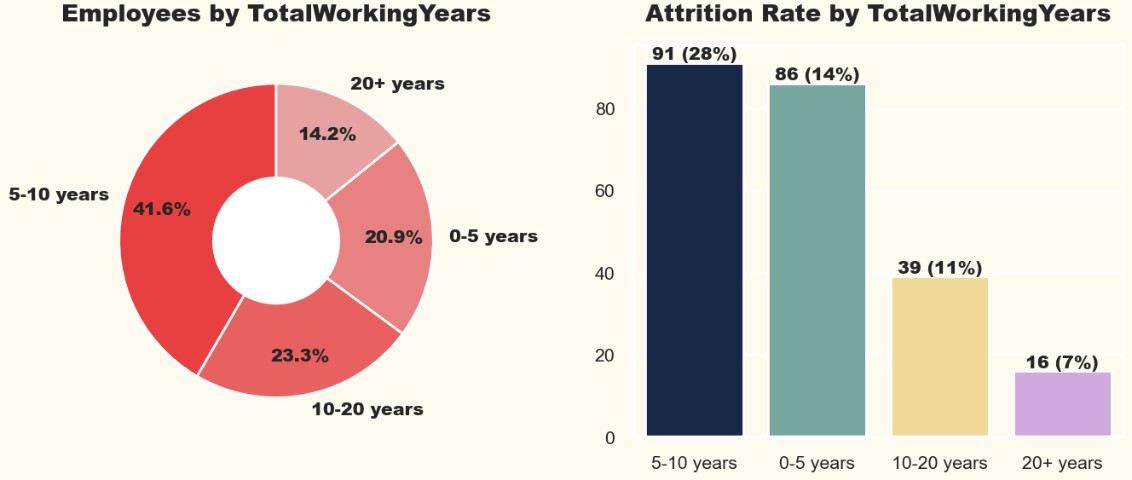 Employees by TotalWorkingYears
20+ years
14.2%
5-10 years
41.6%
20.9%
0-5 years
23.3%
10-20 years
Attrition Rate by TotalWorkingYears
91 (28%)
86 (14%)
39 (11%)
16 (7%)
80
60
40
20
0
5-10 years
0-5 years
10-20 years
20+ years